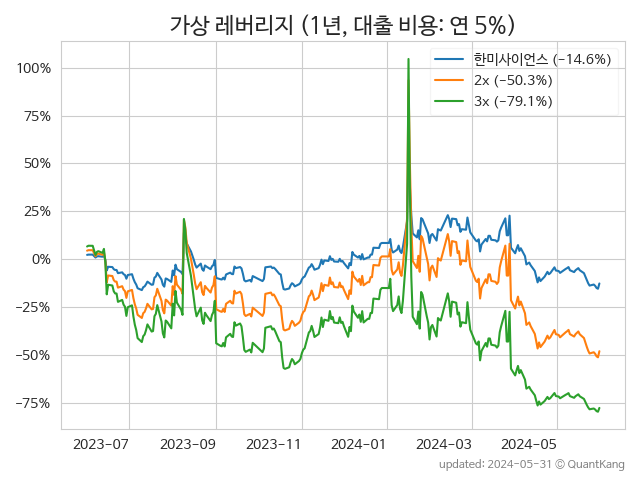 가상 레버리지 (1년, 대출 비용: 연 5%)
한미사이언스 (−14.6%)
2x (−50.3%)
3x (−79.1%)
100%
75%
50%
25%
0%
−25%
−50%
−75%
2023-07 2023-09 2023-11 2024-01 2024-03 2024-05
updated: 2024-05-31 © QuantKang